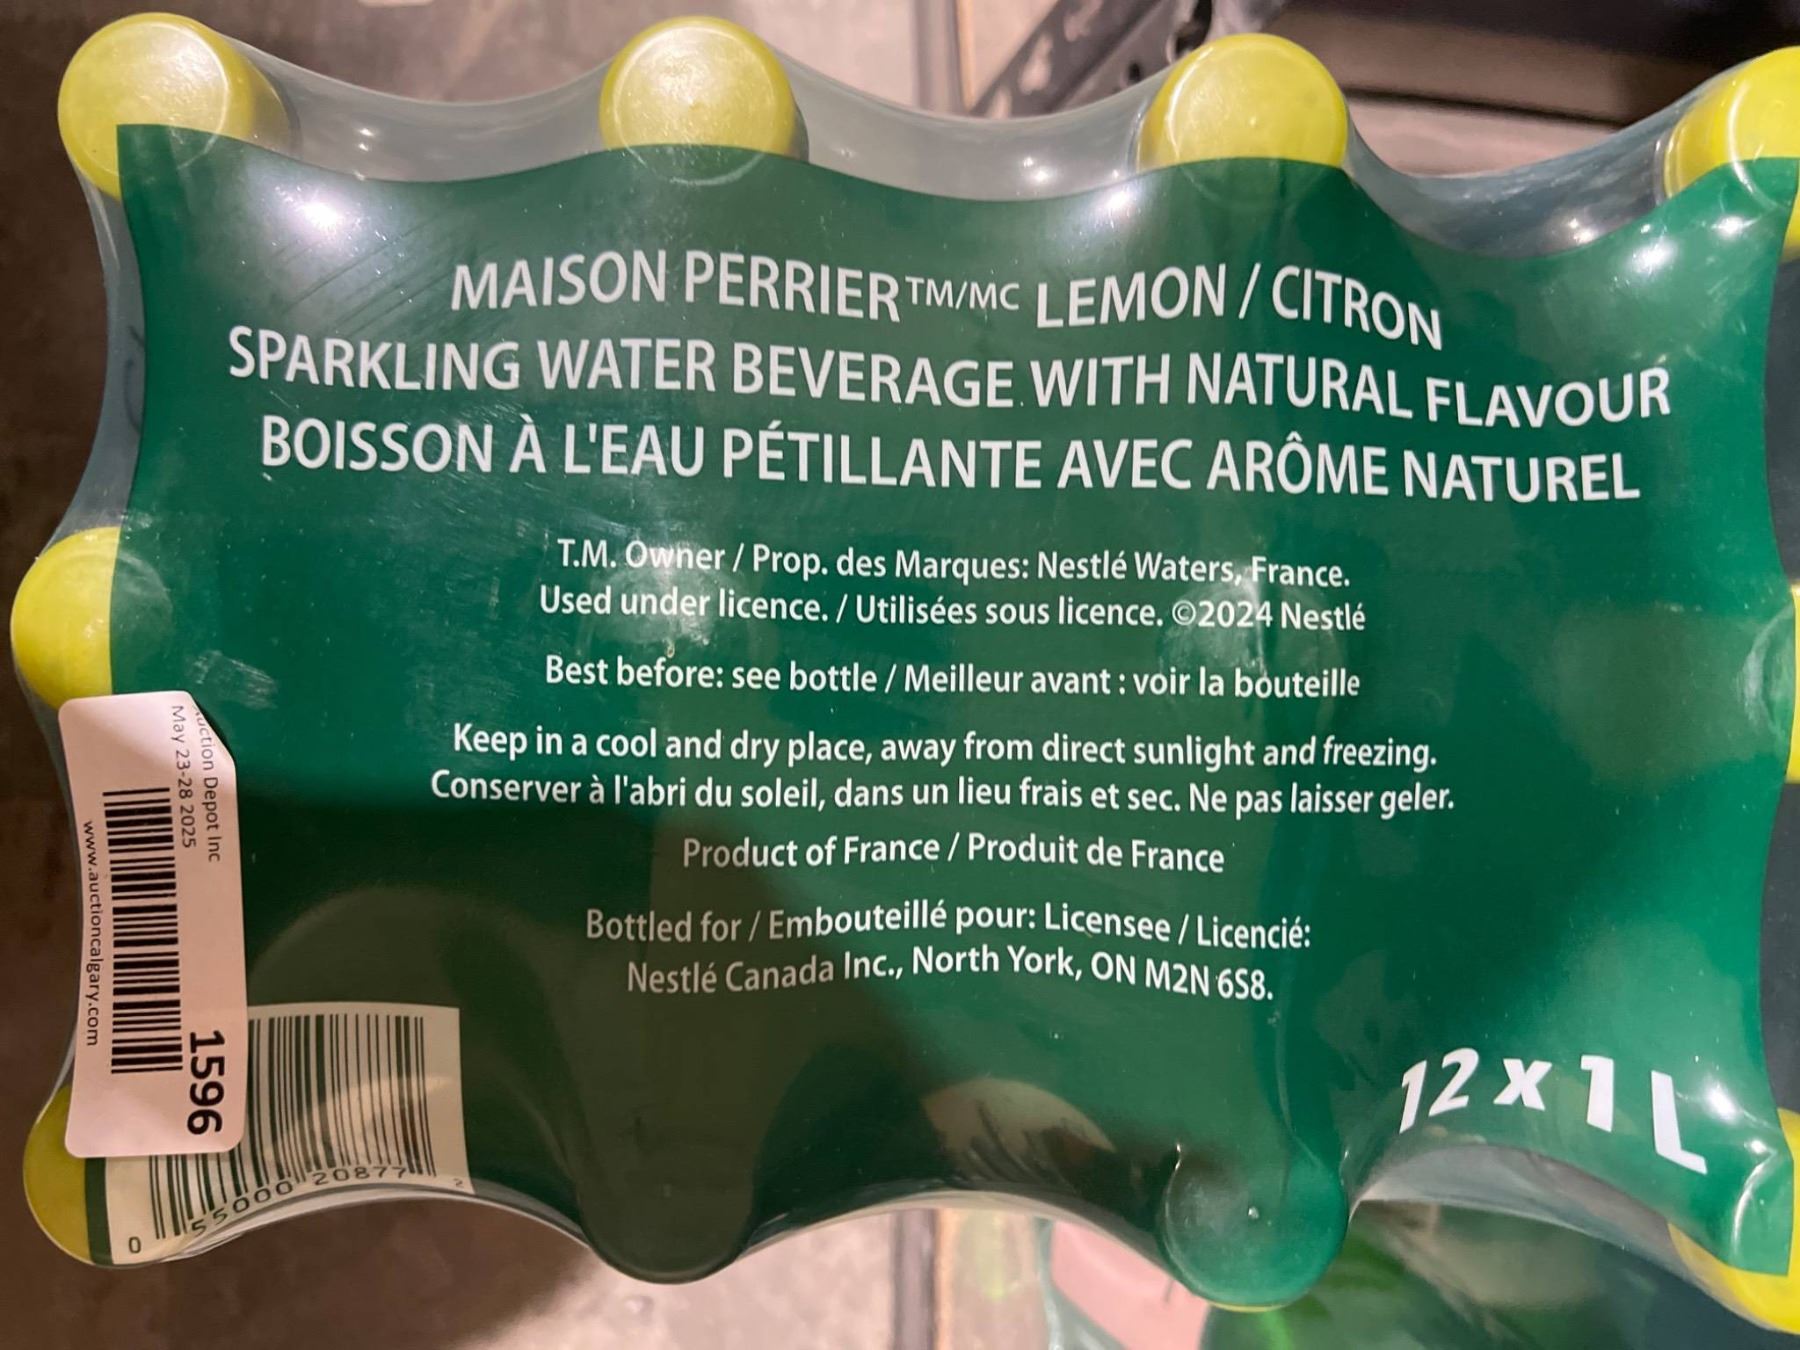 MAISON PERRIER™/MC LEMON / CITRON
SPARKLING WATER BEVERAGE WITH NATURAL FLAVOUR
BOISSON À L'EAU PÉTILLANTE AVEC ARÔME NATUREL
T.M. Owner / Prop. des Marques: Nestlé Waters, France.
Used under licence. / Utilisées sous licence. ©2024 Nestlé
Best before: see bottle / Meilleur avant : voir la bouteille
Keep in a cool and dry place, away from direct sunlight and freezing.
Conserver à l'abri du soleil, dans un lieu frais et sec. Ne pas laisser geler.
Product of France / Produit de France
Bottled for / Embouteillé pour: Licensee / Licencié:
Nestlé Canada Inc., North York, ON M2N 6S8.
12 x 1 L
Auction Depot Inc
May 23-28 2025
www.auctioncalgary.com
1596
0 55000 20877 2